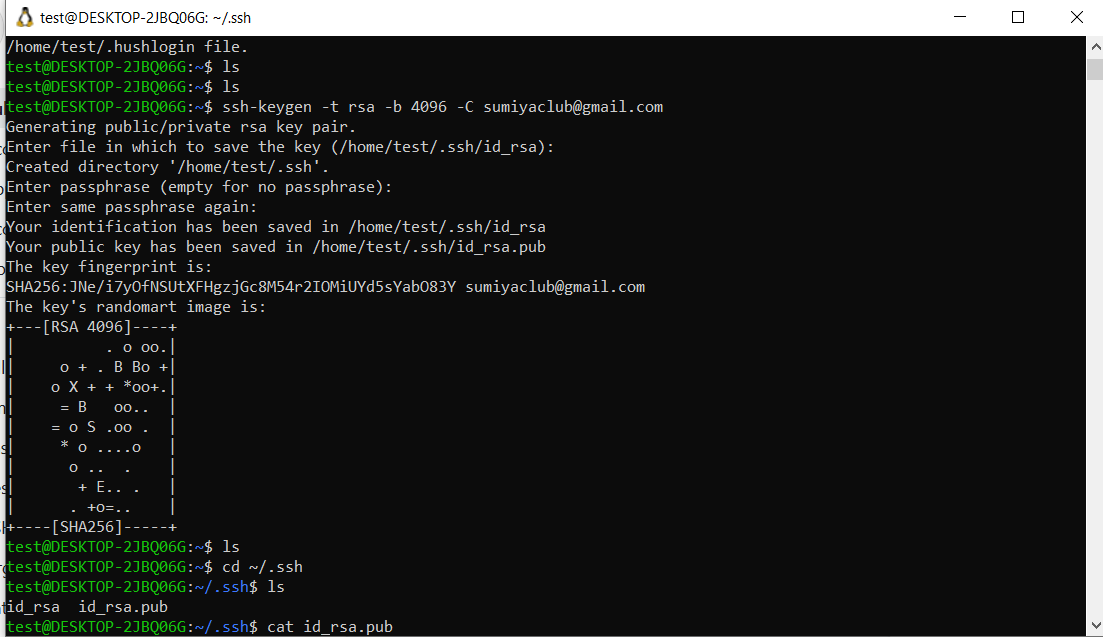 test@DESKTOP-2JBQ06G: ~/.ssh
/home/test/.hushlogin file.
test@DESKTOP-2JBQ06G:~$ ls
test@DESKTOP-2JBQ06G:~$ ls
test@DESKTOP-2JBQ06G:~$ ssh-keygen -t rsa -b 4096 -C sumiyaclub@gmail.com
Generating public/private rsa key pair.
Enter file in which to save the key (/home/test/.ssh/id_rsa):
Created directory '/home/test/.ssh'.
Enter passphrase (empty for no passphrase):
Enter same passphrase again:
Your identification has been saved in /home/test/.ssh/id_rsa
Your public key has been saved in /home/test/.ssh/id_rsa.pub
The key fingerprint is:
SHA256:JNe/i7yOfNSUtXFHgzjGc8M54r2IOMiUYd5sYabO83Y sumiyaclub@gmail.com
The key's randomart image is:
+---[RSA 4096]----+
|          . o oo.|
|     o + . B Bo +|
|    o X + + *oo+.|
|     = B   oo..  |
|    = o S .oo .  |
|     * o ....o   |
|      o ..  .    |
|       + E.. .   |
|      . +o=..    |
+----[SHA256]-----+
test@DESKTOP-2JBQ06G:~$ ls
test@DESKTOP-2JBQ06G:~$ cd ~/.ssh
test@DESKTOP-2JBQ06G:~/.ssh$ ls
id_rsa  id_rsa.pub
test@DESKTOP-2JBQ06G:~/.ssh$ cat id_rsa.pub